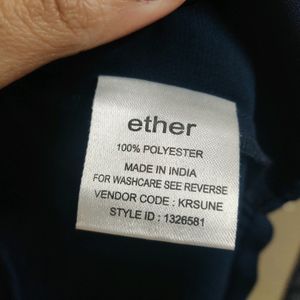 ether
100% POLYESTER
MADE IN INDIA
FOR WASHCARE SEE REVERSE
VENDOR CODE : KRSUNE
STYLE ID : 1326581